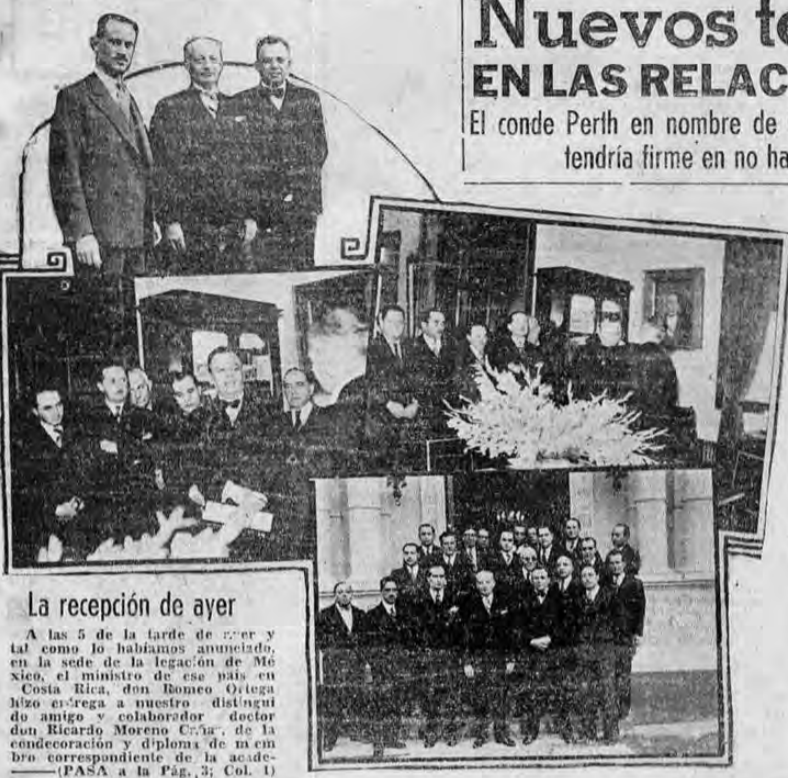 Nuevos te
EN LAS RELAC
El conde Perth en nombre de
tendría firme en no ha
La recepción de ayer
A las 5 de la tarde de ayer y
tal como lo habíamos anunciado,
en la sede de la legación de Mé
xico, el ministro de ese país en
Costa Rica, don Romeo Ortega
hizo entrega a nuestro distingui
do amigo y colaborador doctor
don Ricardo Moreno Cañas, de la
condecoración y diploma de miem
bro correspondiente de la acade-
(PASA a la Pág. 3; Col. 1)